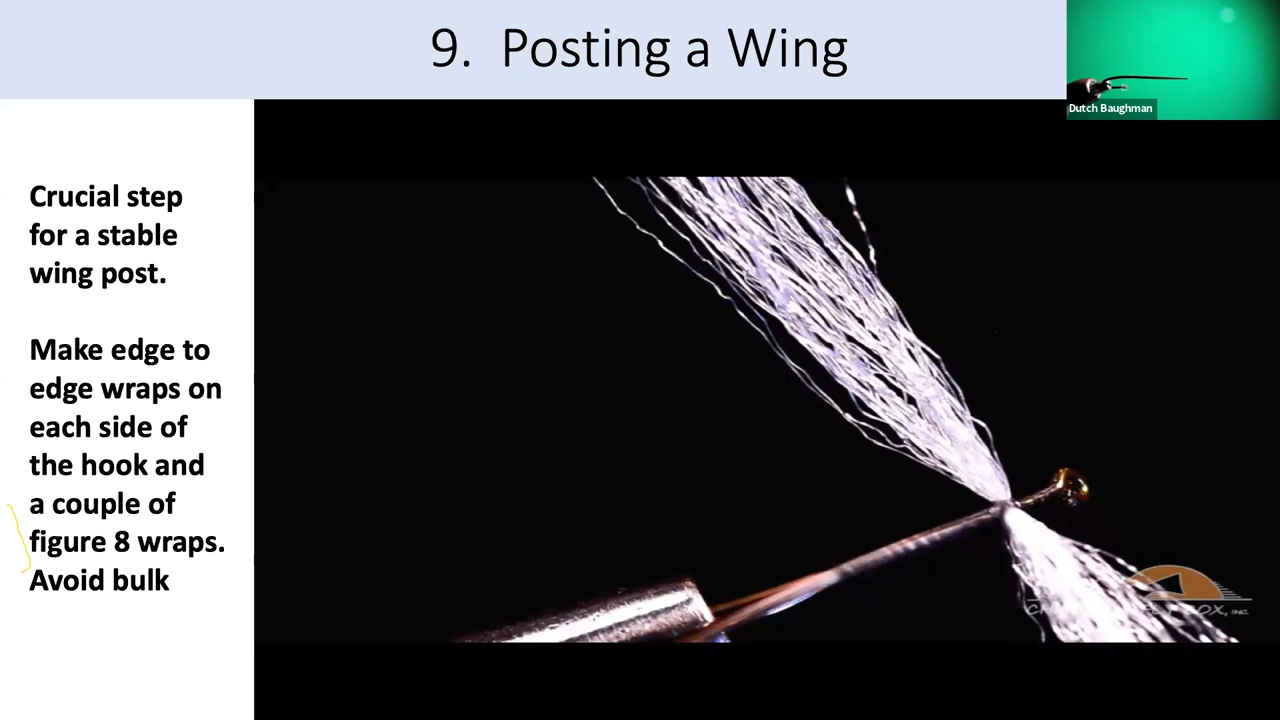 9. Posting a Wing
Dutch Baughman
Crucial step
for a stable
wing post.
Make edge to
edge wraps on
each side of
the hook and
a couple of
figure 8 wraps.
Avoid bulk